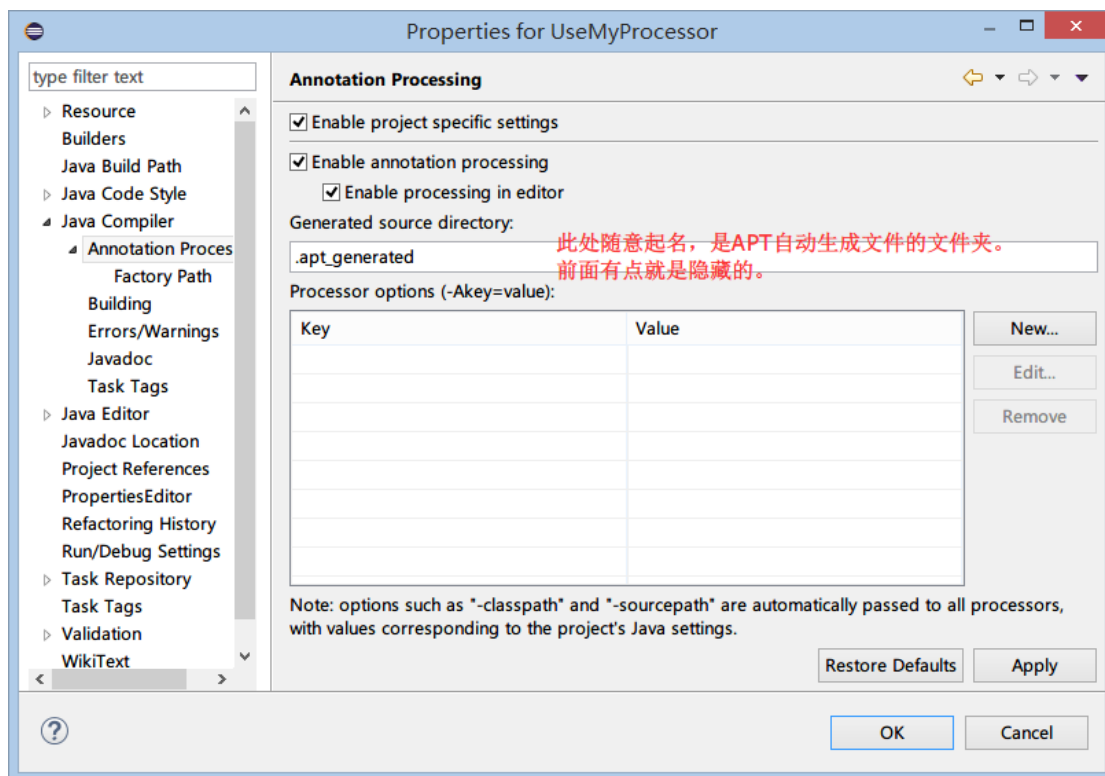 Properties for UseMyProcessor
type filter text
Resource
Builders
Java Build Path
Java Code Style
Java Compiler
Annotation Proces
Factory Path
Building
Errors/Warnings
Javadoc
Task Tags
Java Editor
Javadoc Location
Project References
PropertiesEditor
Refactoring History
Run/Debug Settings
Task Repository
Task Tags
Validation
WikiText
Annotation Processing
Enable project specific settings
Enable annotation processing
Enable processing in editor
Generated source directory:
.apt_generated
此处随意起名，是APT自动生成文件的文件夹。
前面有点就是隐藏的。
Processor options (-Akey=value):
Key Value
New...
Edit...
Remove
Note: options such as "-classpath" and "-sourcepath" are automatically passed to all processors,
with values corresponding to the project's Java settings.
Restore Defaults Apply
OK Cancel